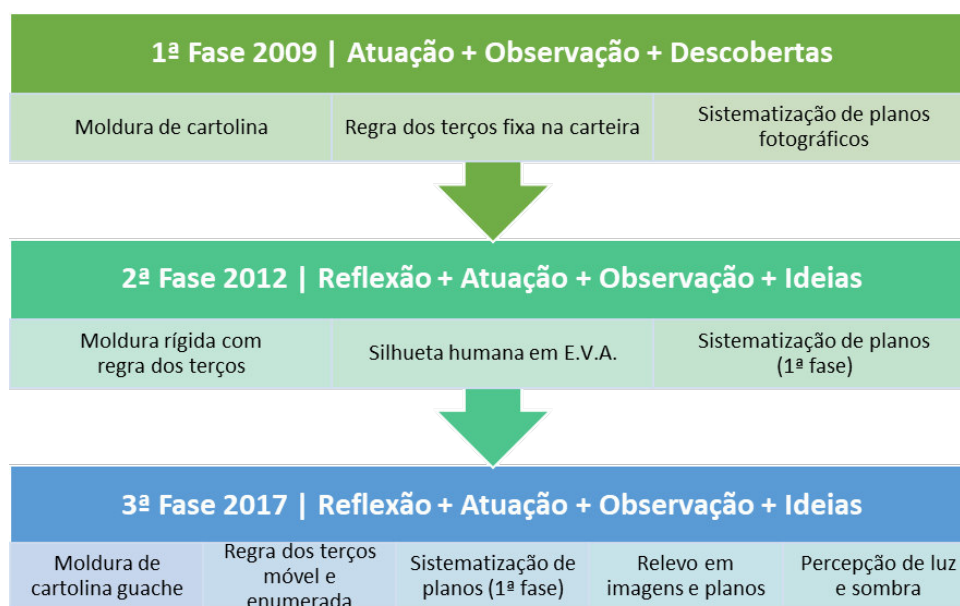 1ª Fase 2009 | Atuação + Observação + Descobertas
Moldura de cartolina
Regra dos terços fixa na carteira
Sistematização de planos
fotográficos
2ª Fase 2012 | Reflexão + Atuação + Observação + Ideias
Moldura rígida com
regra dos terços
Silhueta humana em E.V.A.
Sistematização de planos
(1ª fase)
3ª Fase 2017 | Reflexão + Atuação + Observação + Ideias
Moldura de
cartolina guache
Regra dos terços
móvel e
enumerada
Sistematização de
planos (1ª fase)
Relevo em
imagens e planos
Percepção de luz
e sombra